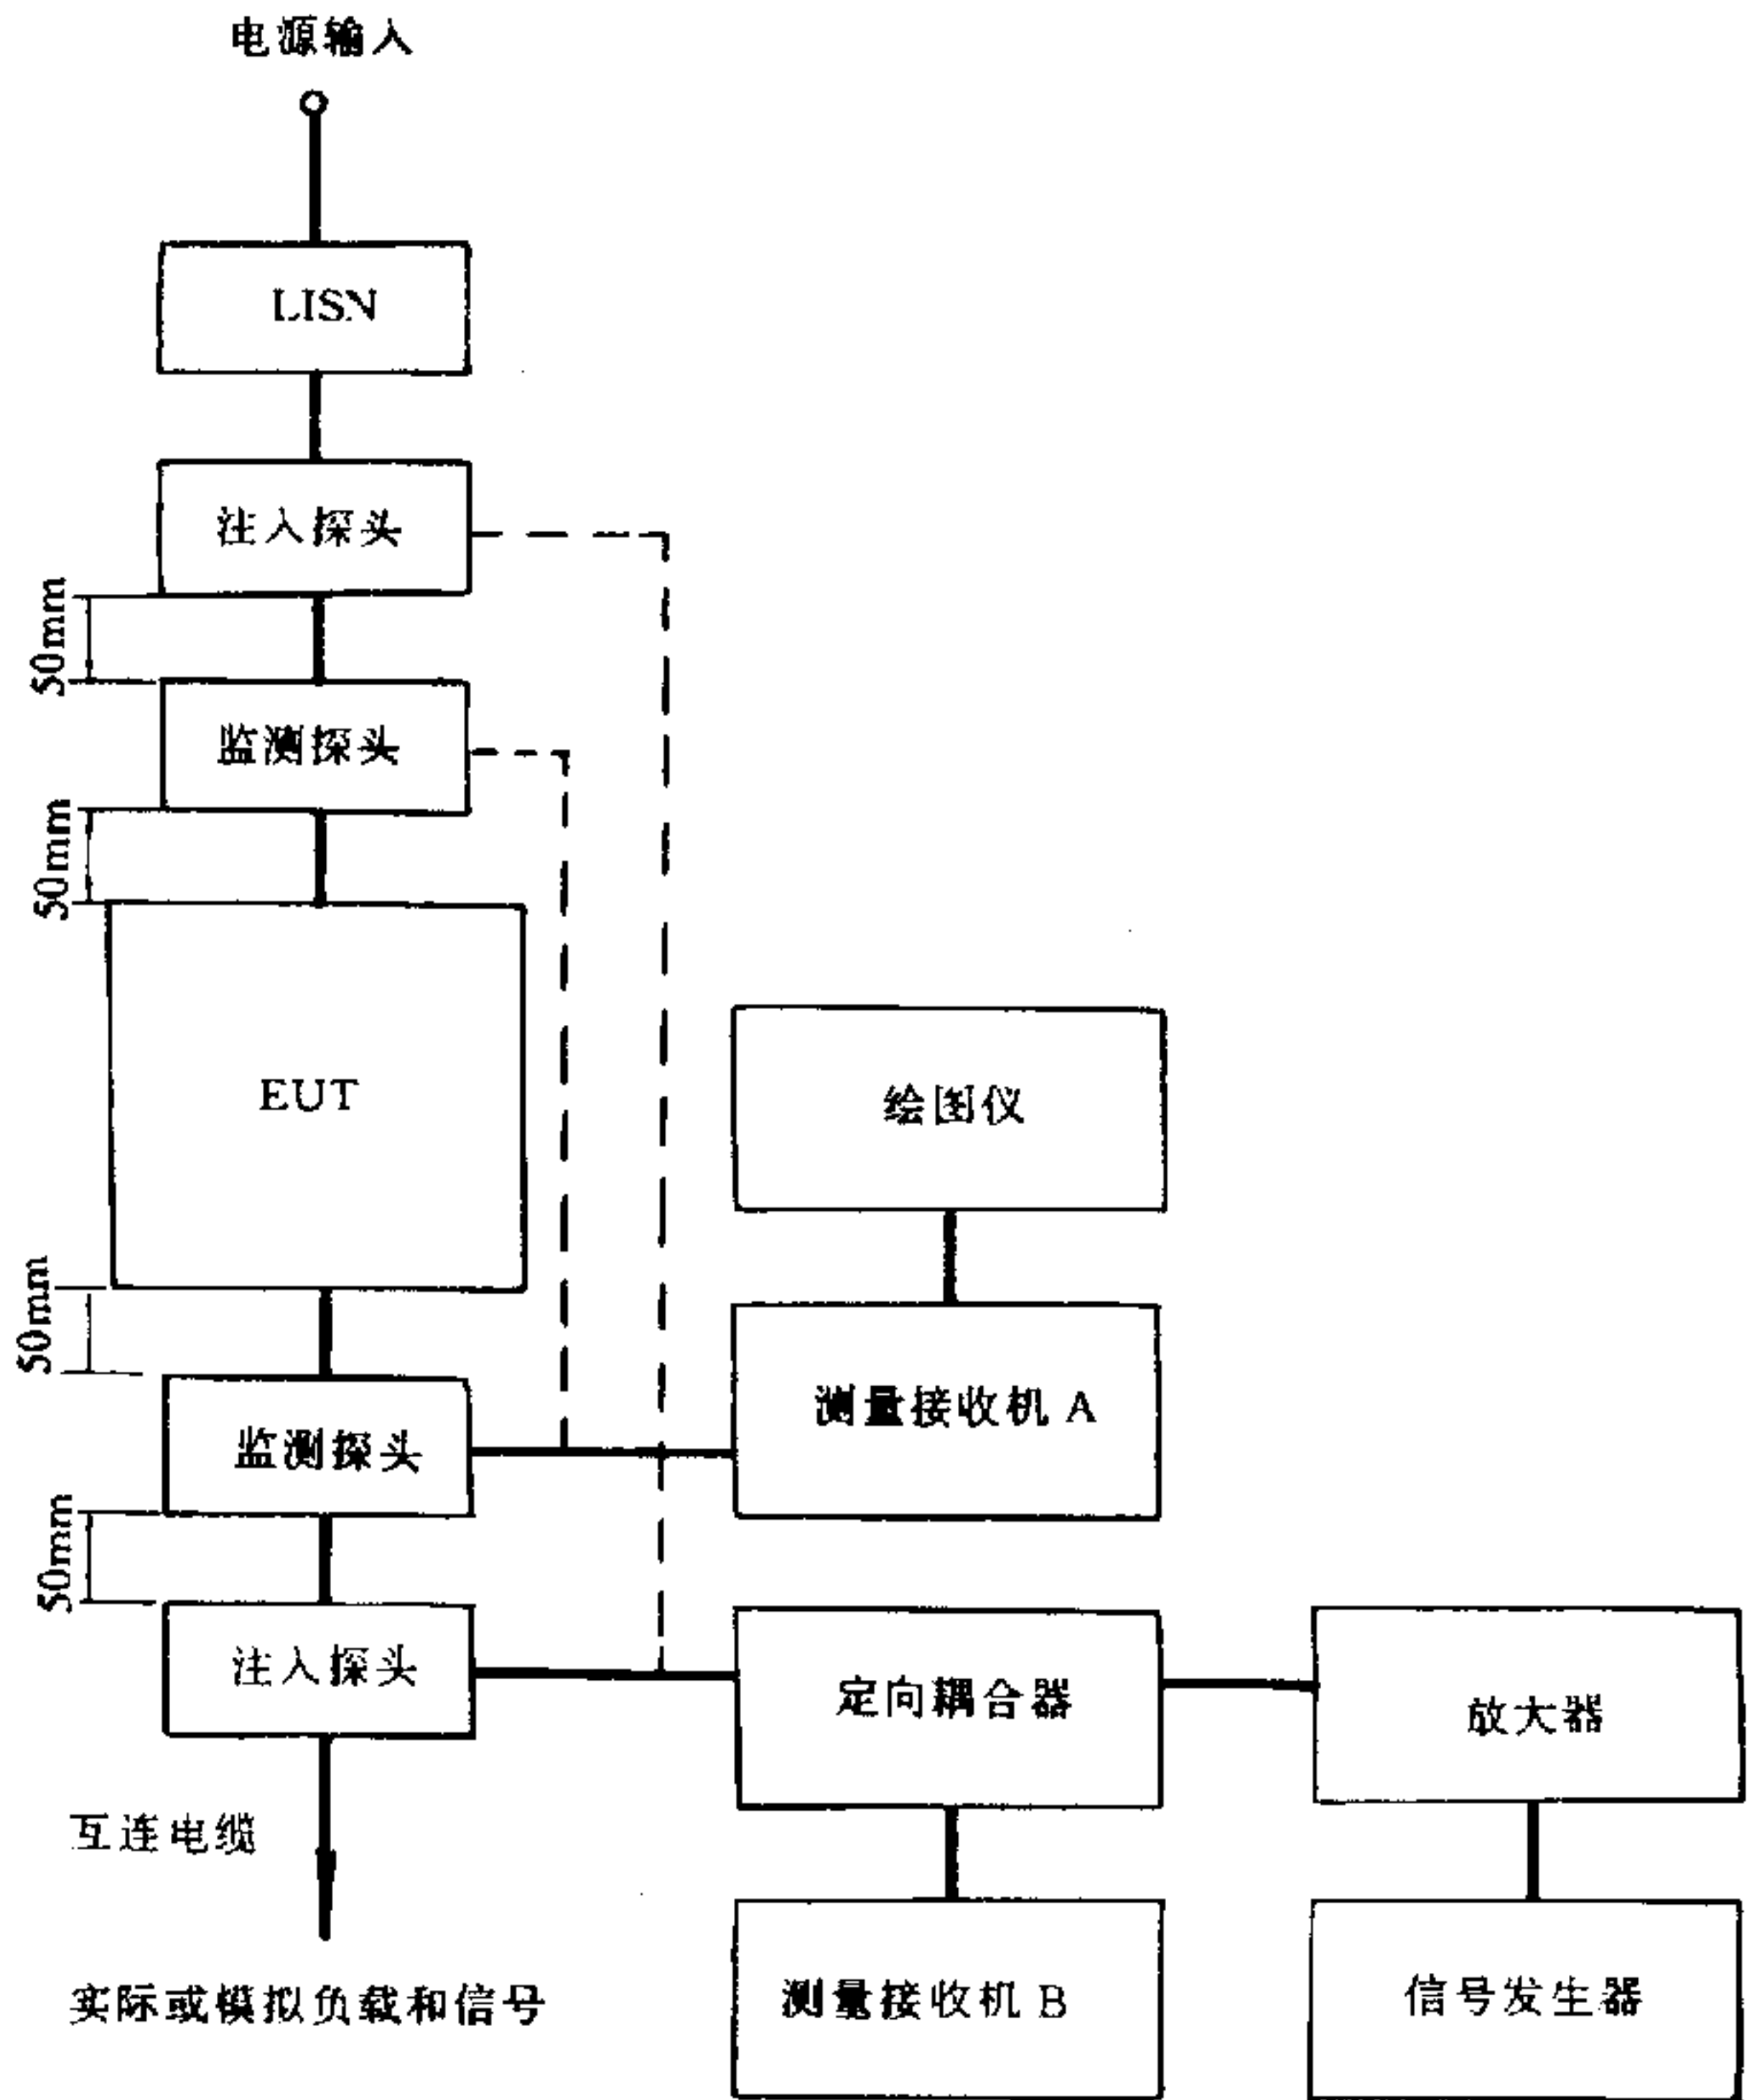 电源输入
LISN
注入探头
50mm
监测探头
50mm
EUT
绘图仪
50mm
测量接收机 A
监测探头
50mm
注入探头
定向耦合器
放大器
互连电缆
实际或模拟负载和信号
测量接收机 B
信号发生器